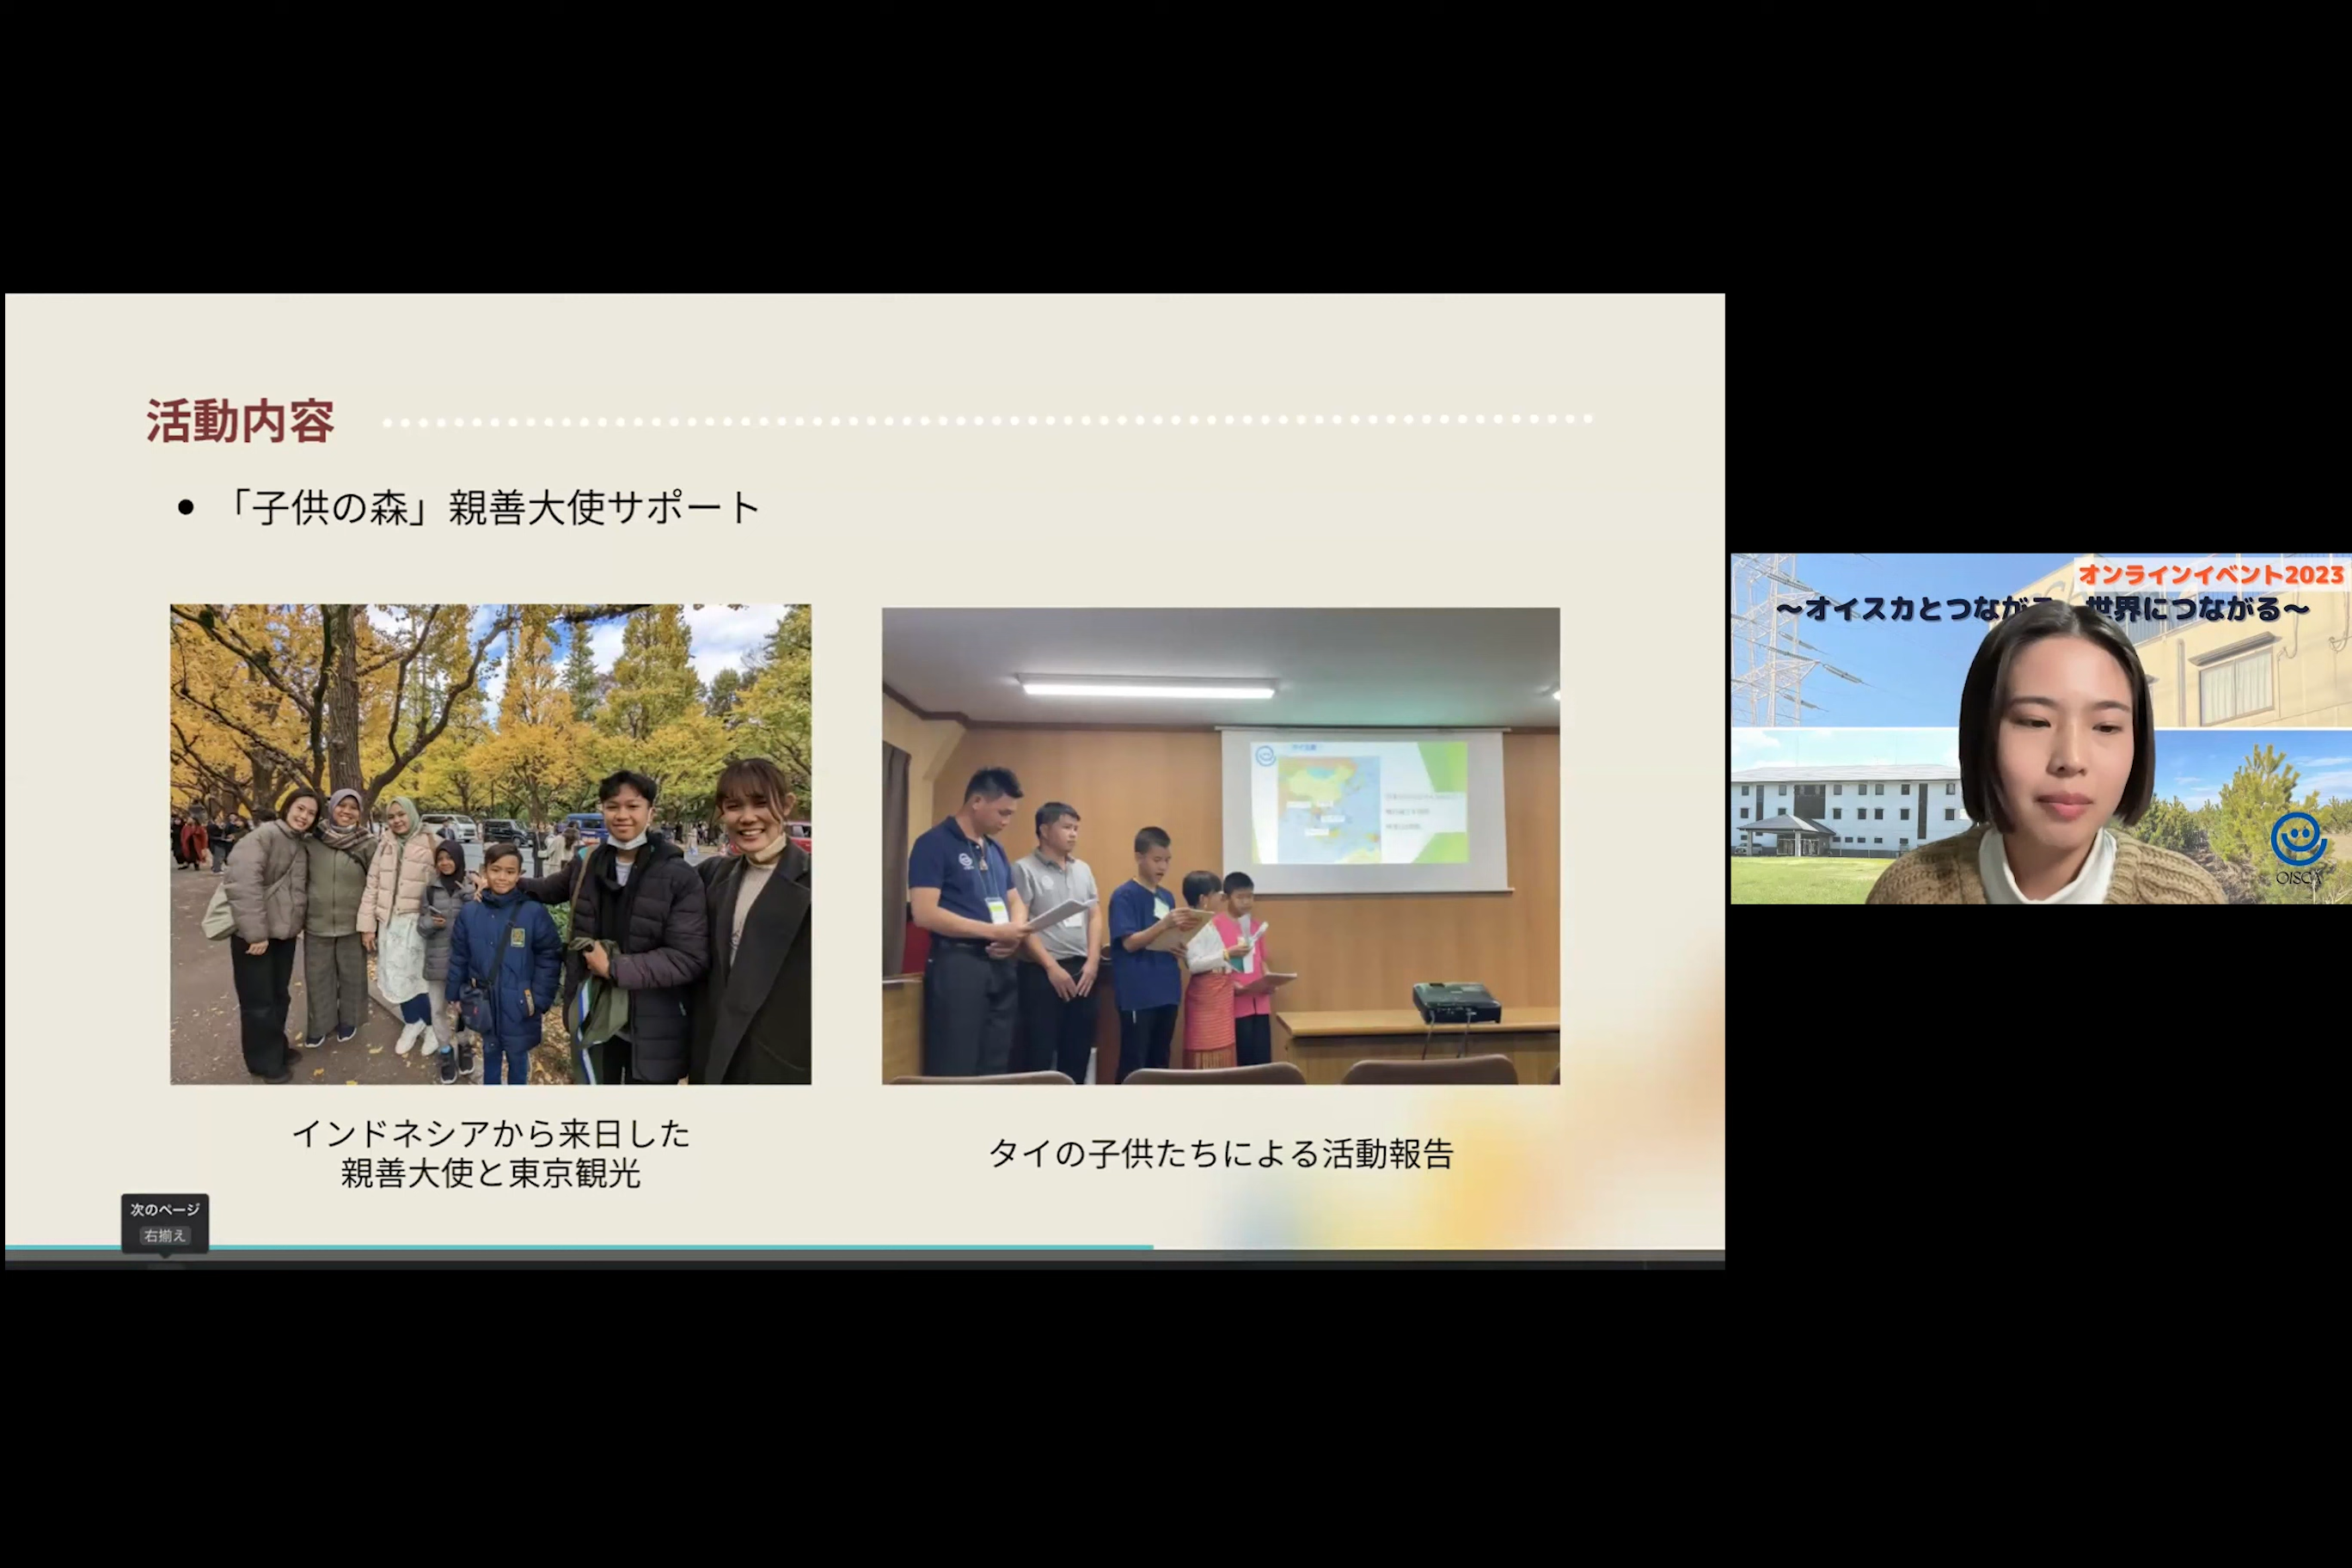 活動内容
• 「子供の森」親善大使サポート
インドネシアから来日した
親善大使と東京観光
タイの子供たちによる活動報告
次のページ
右揃え
オンラインイベント2023
〜オイスカとつながる 世界につながる〜
OISCA